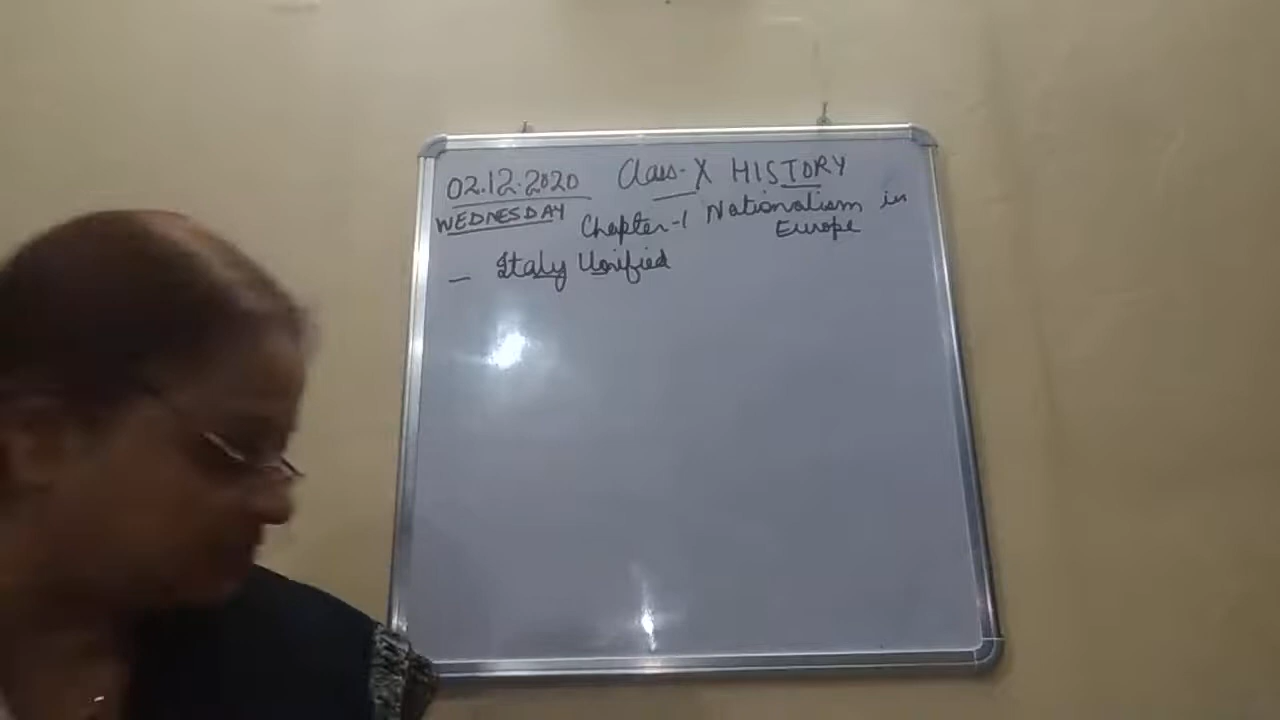 02.12.2020 Class-X HISTORY
WEDNESDAY Chapter-1 Nationalism in
Europe
- Italy Unified